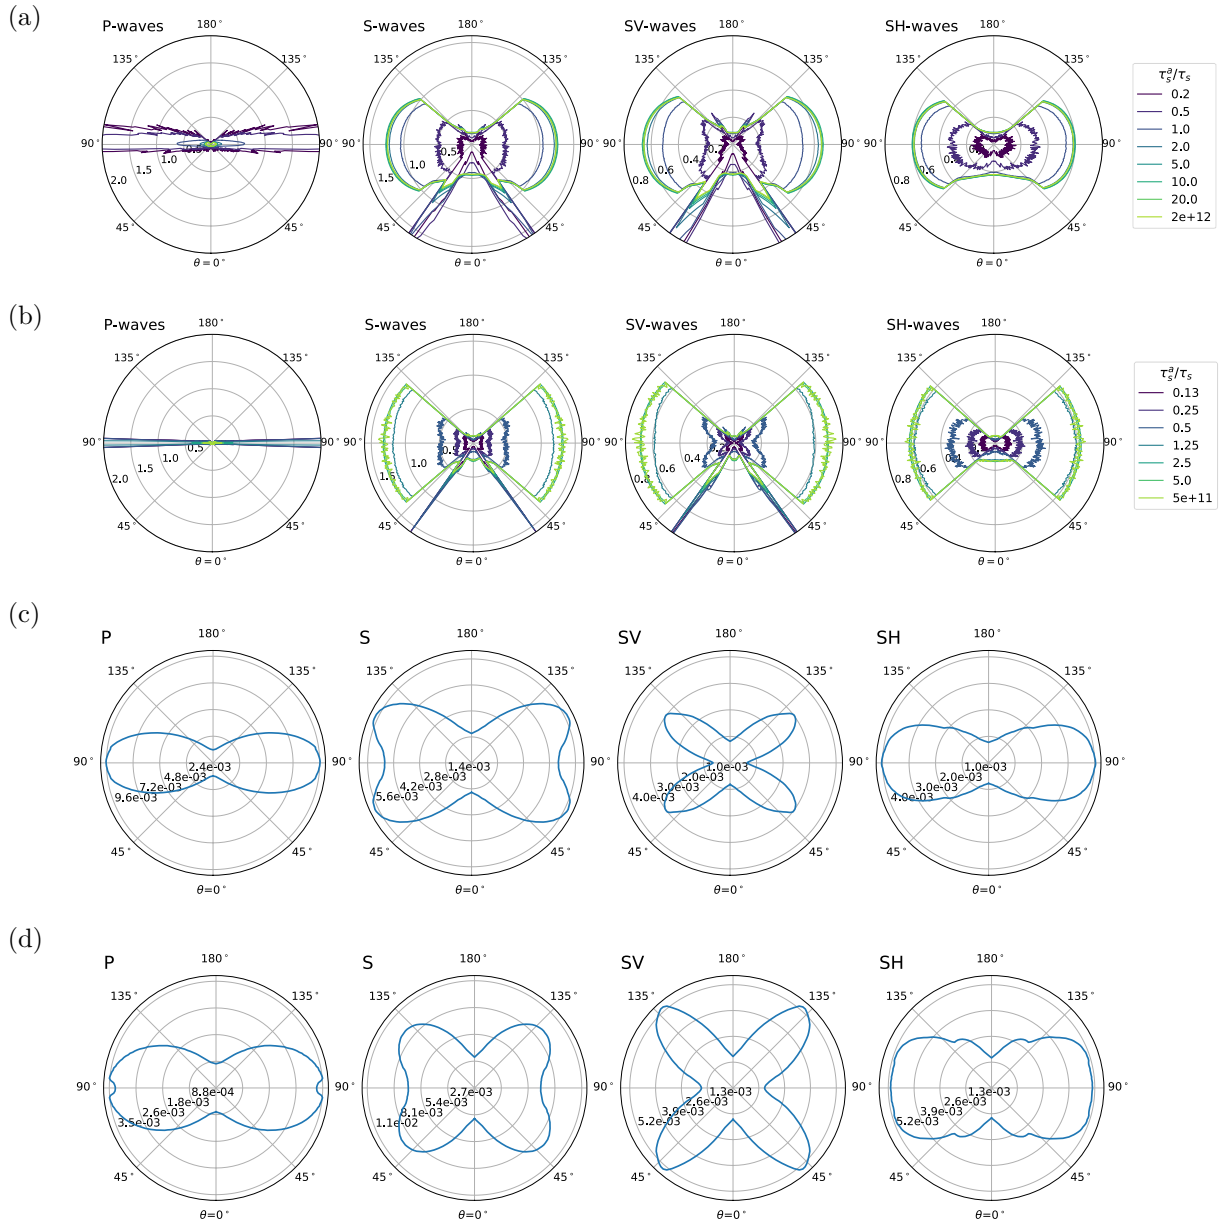 (a)
P-waves
180°
135°
135°
90°
90°
1.0
1.5
2.0
45°
45°
θ = 0°
S-waves
180°
135°
135°
90°
90°
0.5
1.0
1.5
45°
45°
θ = 0°
SV-waves
180°
135°
135°
90°
90°
0.4
0.6
0.8
45°
45°
θ = 0°
SH-waves
180°
135°
135°
90°
90°
0.6
0.8
45°
45°
θ = 0°
τₛᵃ/τₛ
0.2
0.5
1.0
2.0
5.0
10.0
20.0
2e+12
(b)
P-waves
180°
135°
135°
90°
90°
0.5
1.0
1.5
2.0
45°
45°
θ = 0°
S-waves
180°
135°
135°
90°
90°
1.0
1.5
45°
45°
θ = 0°
SV-waves
180°
135°
135°
90°
90°
0.4
0.6
0.8
45°
45°
θ = 0°
SH-waves
180°
135°
135°
90°
90°
0.4
0.6
0.8
45°
45°
θ = 0°
τₛᵃ/τₛ
0.13
0.25
0.5
1.25
2.5
5.0
5e+11
(c)
P
180°
135°
135°
90°
90°
2.4e-03
4.8e-03
7.2e-03
9.6e-03
45°
45°
θ=0°
S
180°
135°
135°
90°
90°
1.4e-03
2.8e-03
4.2e-03
5.6e-03
45°
45°
θ=0°
SV
180°
135°
135°
90°
90°
1.0e-03
2.0e-03
3.0e-03
4.0e-03
45°
45°
θ=0°
SH
180°
135°
135°
90°
90°
1.0e-03
2.0e-03
3.0e-03
4.0e-03
45°
45°
θ=0°
(d)
P
180°
135°
135°
90°
90°
8.8e-04
1.8e-03
2.6e-03
3.5e-03
45°
45°
θ=0°
S
180°
135°
135°
90°
90°
2.7e-03
5.4e-03
8.1e-03
1.1e-02
45°
45°
θ=0°
SV
180°
135°
135°
90°
90°
1.3e-03
2.6e-03
3.9e-03
5.2e-03
45°
45°
θ=0°
SH
180°
135°
135°
90°
90°
1.3e-03
2.6e-03
3.9e-03
5.2e-03
45°
45°
θ=0°